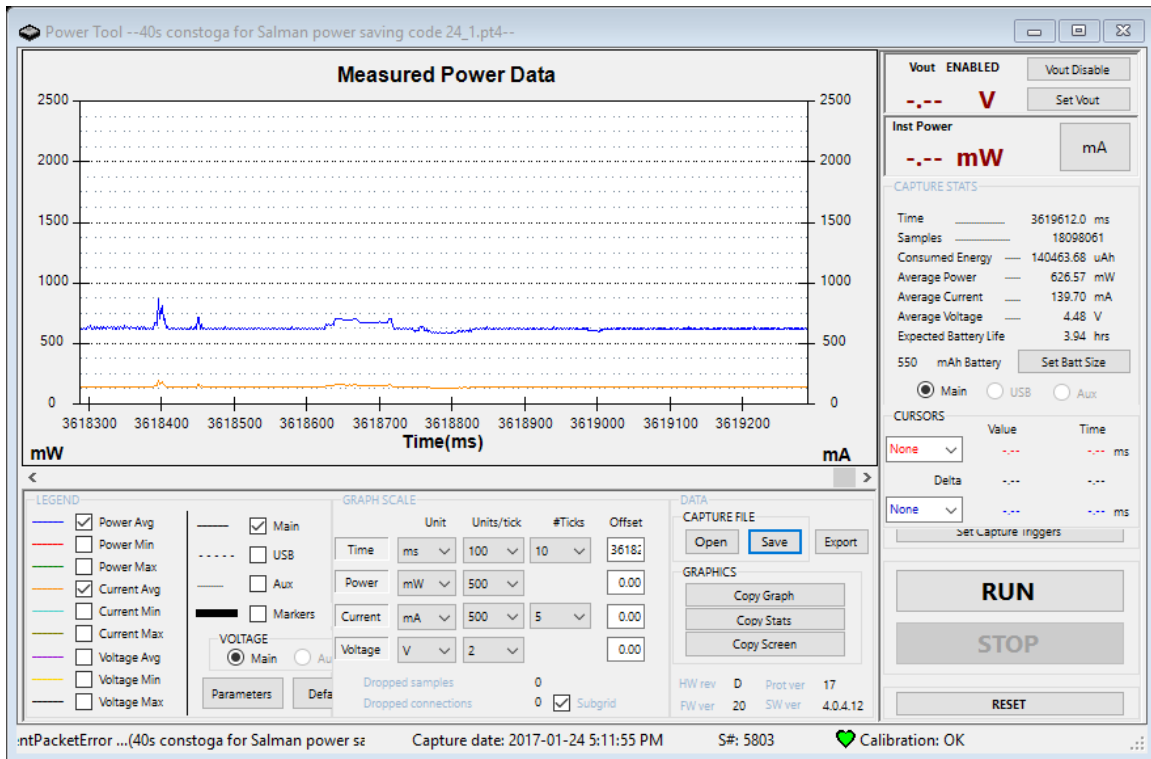 Power Tool --40s constoga for Salman power saving code 24_1.pt4--
Measured Power Data
2500 2500
2000 2000
1500 1500
1000 1000
500 500
0 0
3618300 3618400 3618500 3618600 3618700 3618800 3618900 3619000 3619100 3619200
Time(ms)
mW mA
Vout ENABLED Vout Disable
-.-- V Set Vout
Inst Power
-.-- mW mA
CAPTURE STATS
Time 3619612.0 ms
Samples 18098061
Consumed Energy 140463.68 uAh
Average Power 626.57 mW
Average Current 139.70 mA
Average Voltage 4.48 V
Expected Battery Life 3.94 hrs
550 mAh Battery Set Batt Size
Main USB Aux
CURSORS
Value Time
None -.-- -.-- ms
Delta -.-- -.--
None -.-- -.-- ms
Set Capture Triggers
RUN
STOP
RESET
LEGEND
Power Avg
Power Min
Power Max
Current Avg
Current Min
Current Max
Voltage Avg
Voltage Min
Voltage Max
Main
USB
Aux
Markers
VOLTAGE
Main Au
Parameters Defa
GRAPH SCALE
Unit Units/tick #Ticks Offset
Time ms 100 10 3618
Power mW 500 0.00
Current mA 500 5 0.00
Voltage V 2 0.00
Dropped samples 0
Dropped connections 0 Subgrid
DATA
CAPTURE FILE
Open Save Export
GRAPHICS
Copy Graph
Copy Stats
Copy Screen
HW rev D Prot ver 17
FW ver 20 SW ver 4.0.4.12
ntPacketError ...(40s constoga for Salman power sa Capture date: 2017-01-24 5:11:55 PM S#: 5803 Calibration: OK